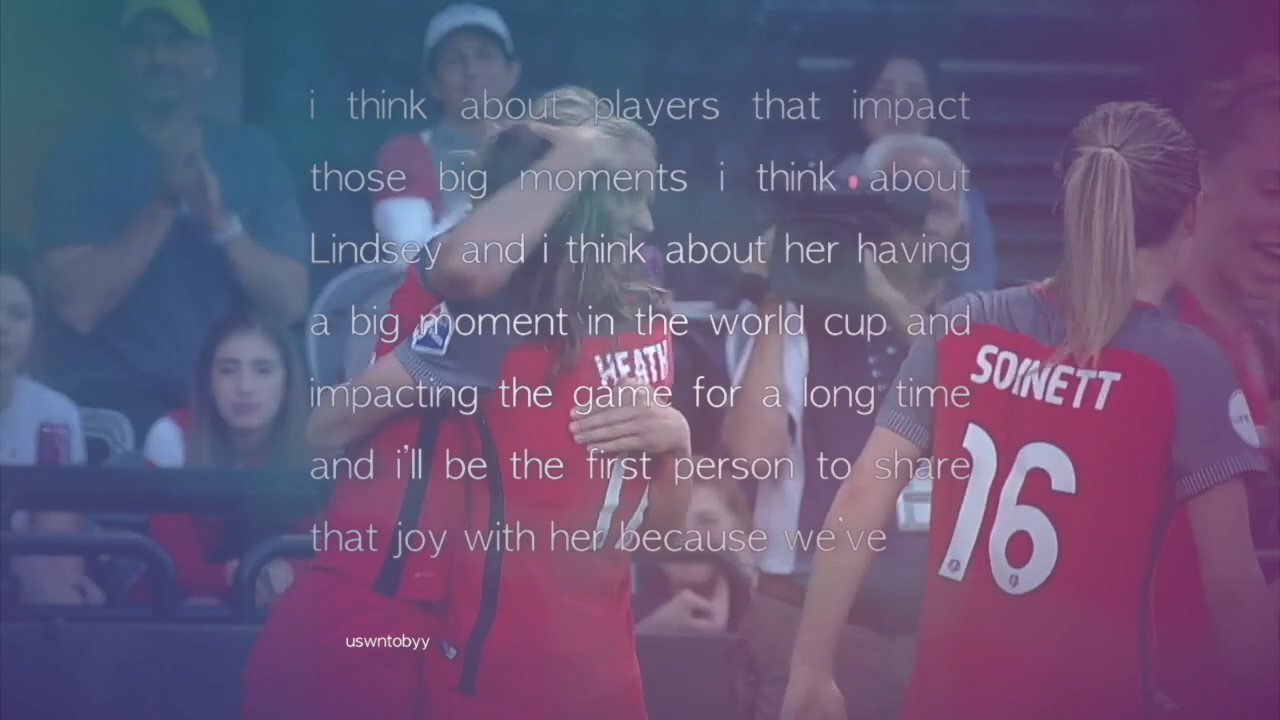 i think about players that impact
those big moments i think about
Lindsey and i think about her having
a big moment in the world cup and
impacting the game for a long time
and i'll be the first person to share
that joy with her because we've
HEATH
SONNETT
16
uswntobyy